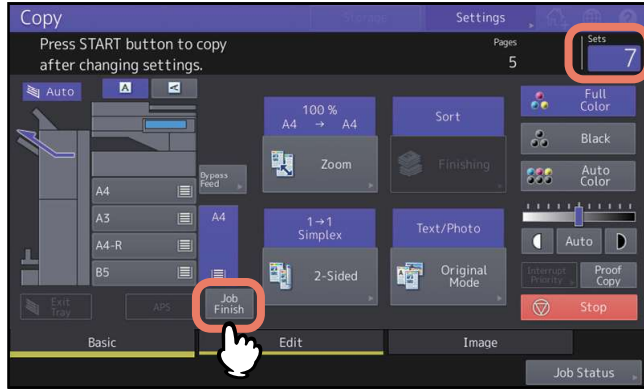 Copy
Storage
Settings
Press START button to copy
after changing settings.
Pages
5
Sets
7
Auto
A
A
100 %
A4 → A4
Zoom
Sort
Finishing
Full
Color
Black
Auto
Color
Bypass
Feed
A4
A3
A4-R
B5
A4
1→1
Simplex
2-Sided
Text/Photo
Original
Mode
Auto
Interrupt
Priority
Proof
Copy
Exit
Tray
APS
Job
Finish
Stop
Basic
Edit
Image
Job Status